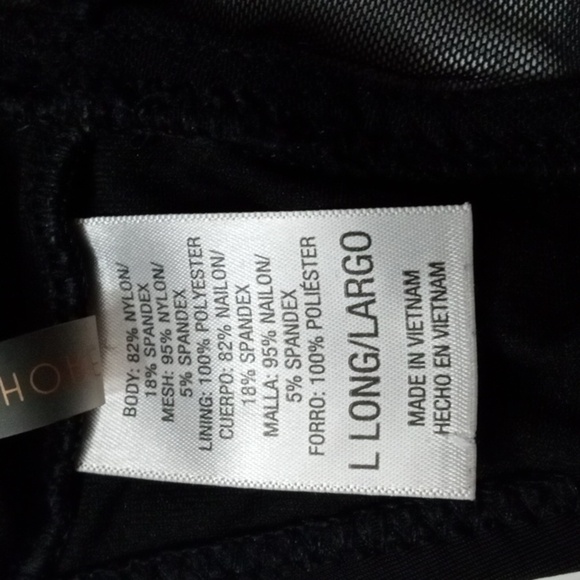 HO
BODY: 82% NYLON/
18% SPANDEX
MESH: 95% NYLON/
5% SPANDEX
LINING: 100% POLYESTER
CUERPO: 82% NAILON/
18% SPANDEX
MALLA: 95% NAILON/
5% SPANDEX
FORRO: 100% POLIÉSTER
L LONG/LARGO
MADE IN VIETNAM
HECHO EN VIETNAM